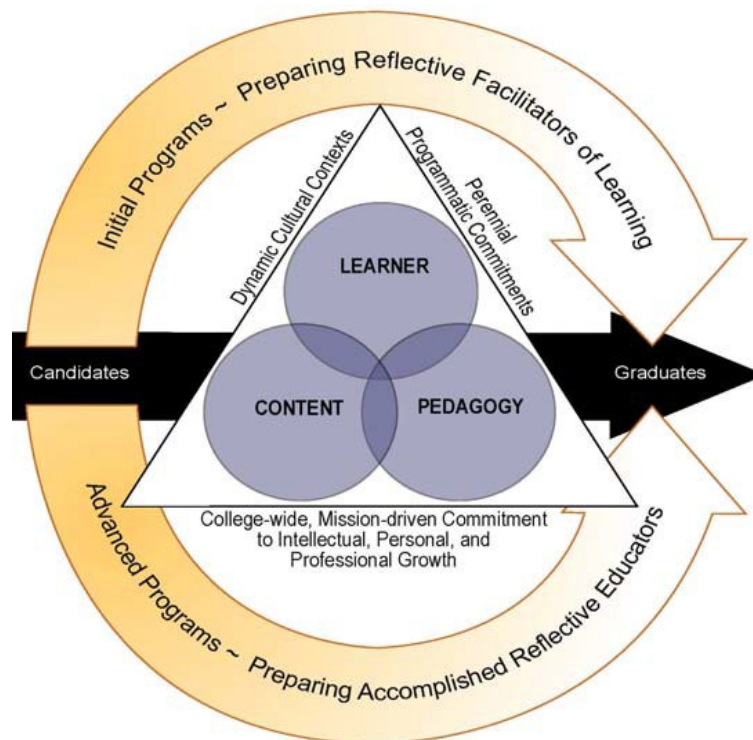 Initial Programs ~ Preparing Reflective Facilitators of Learning
Dynamic Cultural Contexts
Perennial
Programmatic Commitments
LEARNER
Candidates
Graduates
CONTENT
PEDAGOGY
College-wide, Mission-driven Commitment
to Intellectual, Personal, and
Professional Growth
Advanced Programs ~ Preparing Accomplished Reflective Educators